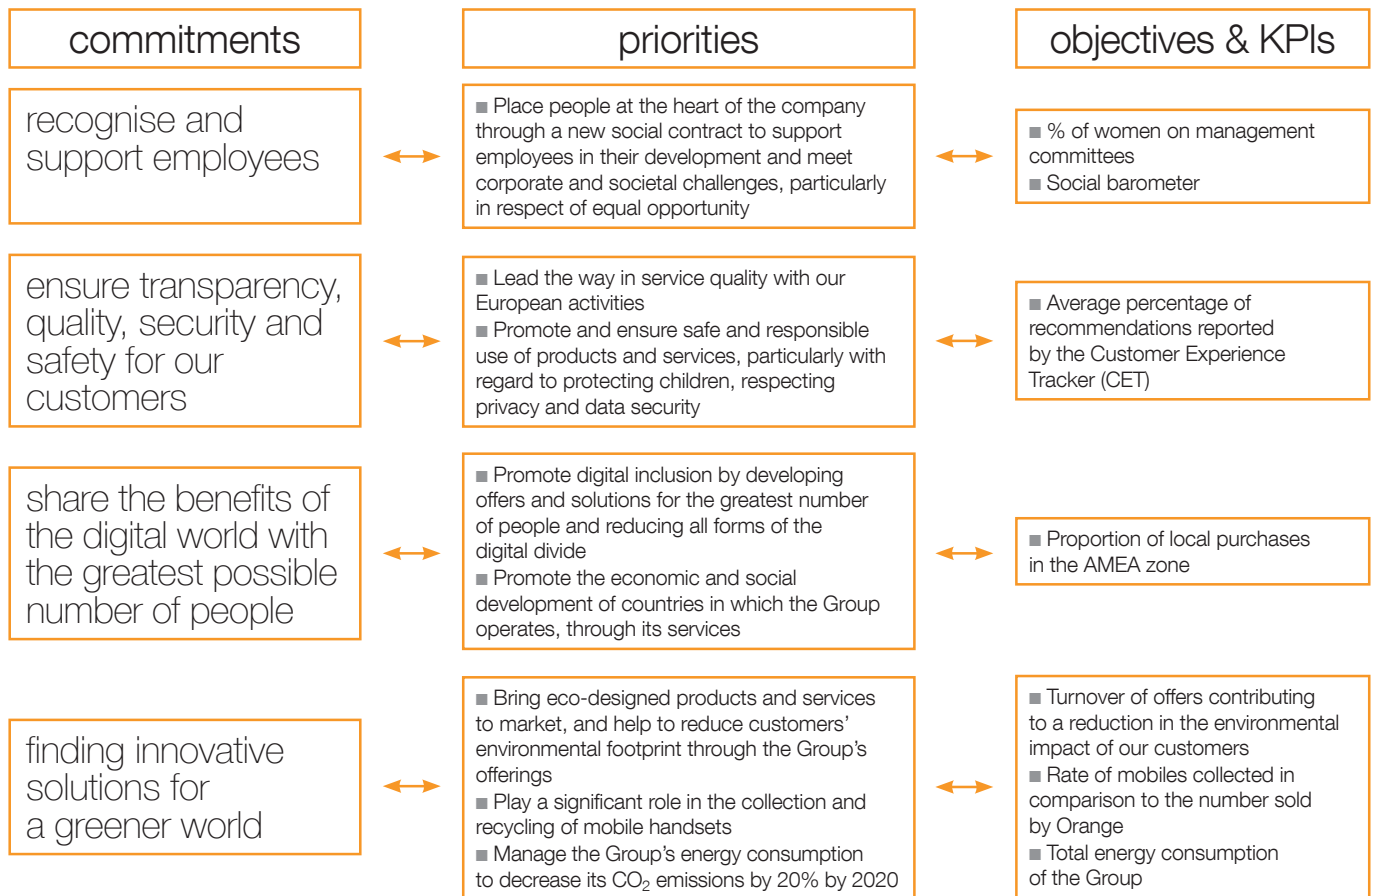 commitments
priorities
objectives & KPIs
recognise and
support employees
■ Place people at the heart of the company
through a new social contract to support
employees in their development and meet
corporate and societal challenges, particularly
in respect of equal opportunity
■ % of women on management
committees
■ Social barometer
ensure transparency,
quality, security and
safety for our
customers
■ Lead the way in service quality with our
European activities
■ Promote and ensure safe and responsible
use of products and services, particularly with
regard to protecting children, respecting
privacy and data security
■ Average percentage of
recommendations reported
by the Customer Experience
Tracker (CET)
share the benefits of
the digital world with
the greatest possible
number of people
■ Promote digital inclusion by developing
offers and solutions for the greatest number
of people and reducing all forms of the
digital divide
■ Promote the economic and social
development of countries in which the Group
operates, through its services
■ Proportion of local purchases
in the AMEA zone
finding innovative
solutions for
a greener world
■ Bring eco-designed products and services
to market, and help to reduce customers’
environmental footprint through the Group’s
offerings
■ Play a significant role in the collection and
recycling of mobile handsets
■ Manage the Group’s energy consumption
to decrease its CO₂ emissions by 20% by 2020
■ Turnover of offers contributing
to a reduction in the environmental
impact of our customers
■ Rate of mobiles collected in
comparison to the number sold
by Orange
■ Total energy consumption
of the Group